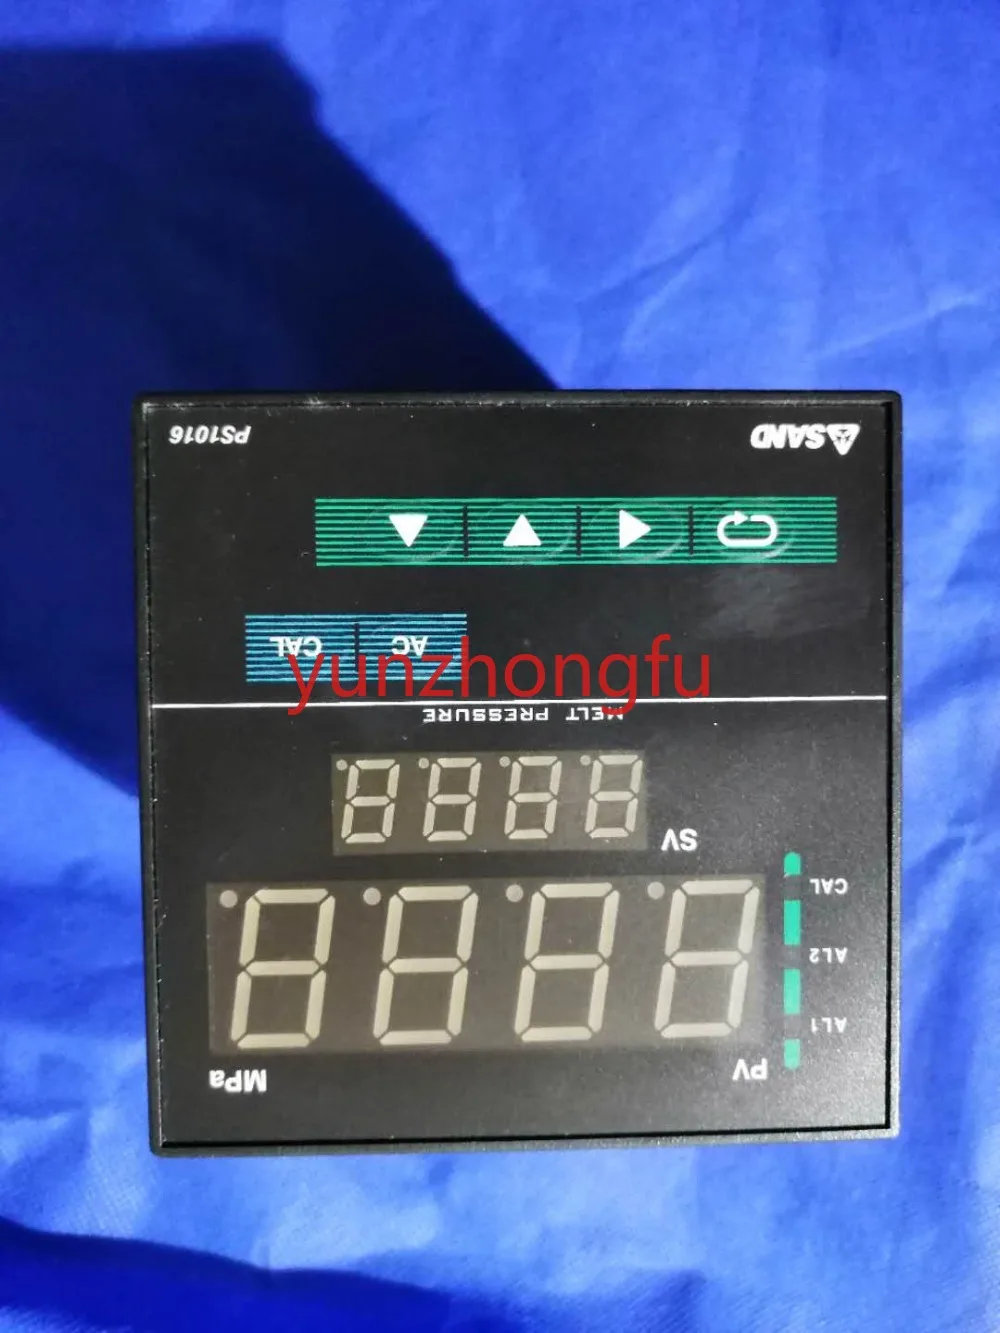 PV
MPa
AL1
AL2
CAL
SV
MELT PRESSURE
AC
CAL
SAND
PS1016
yunzhongfu